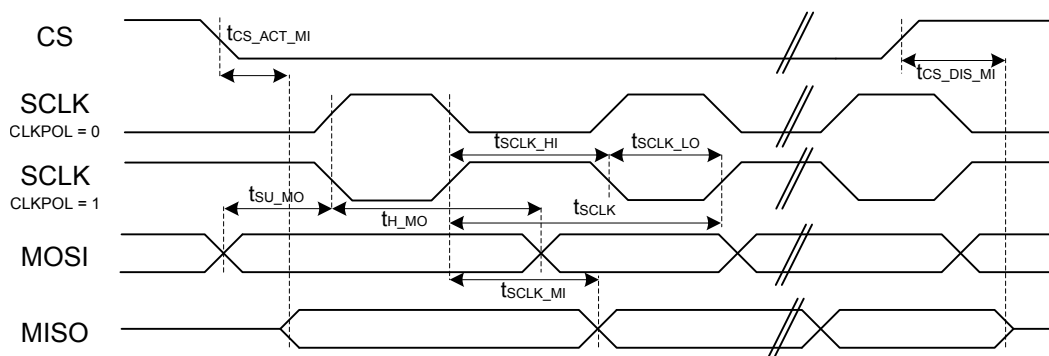 CS
tCS_ACT_MI
tCS_DIS_MI
SCLK
CLKPOL = 0
tSCLK_HI
tSCLK_LO
SCLK
CLKPOL = 1
tSU_MO
tH_MO
tSCLK
MOSI
tSCLK_MI
MISO